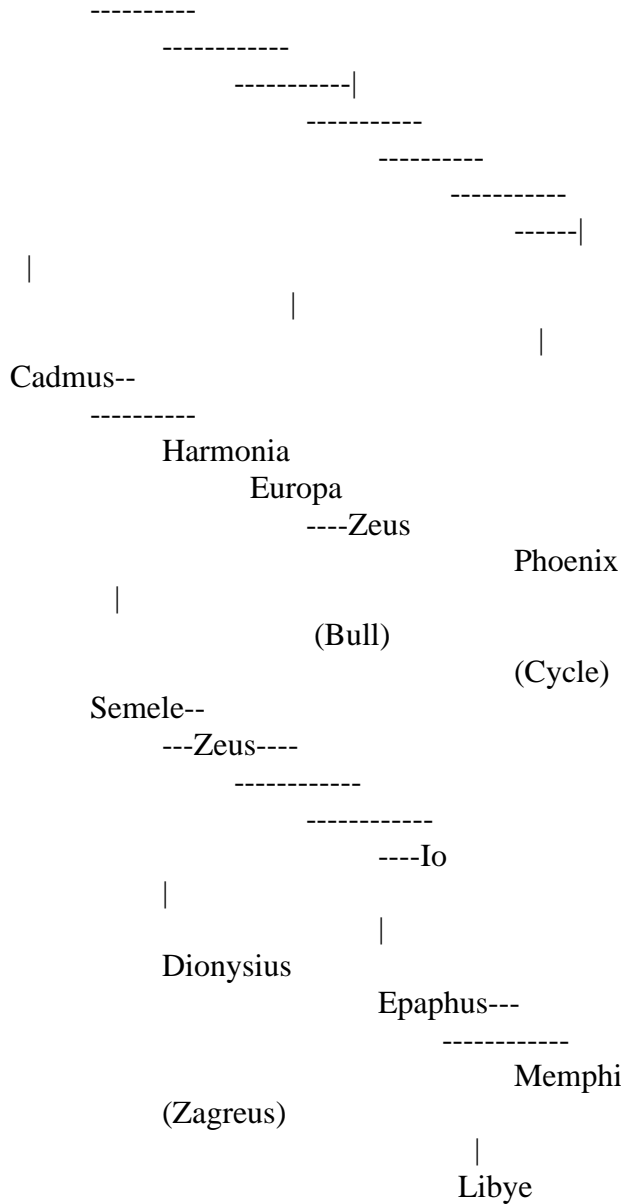 ----------
------------
-----------|
-----------
----------
-----------
------|
|
|
|
Cadmus--
----------
Harmonia
Europa
----Zeus
Phoenix
|
(Bull)
(Cycle)
Semele--
---Zeus----
------------
------------
----Io
|
|
Dionysius
Epaphus---
------------
Memphi
(Zagreus)
|
Libye